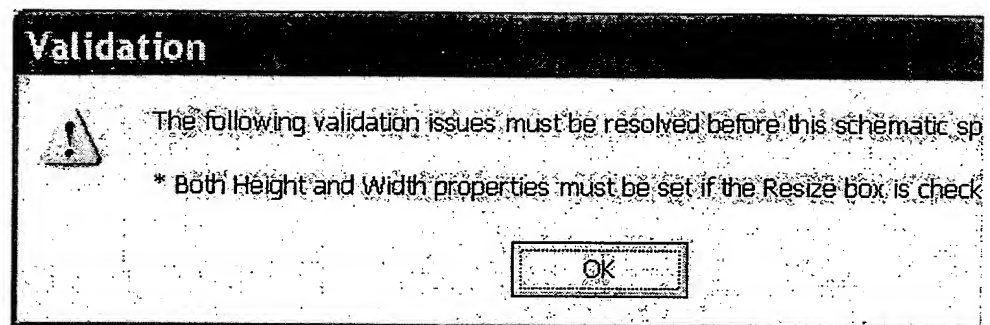 Validation
The following validation issues must be resolved before this schematic sp
* Both Height and Width properties must be set if the Resize box is check
OK